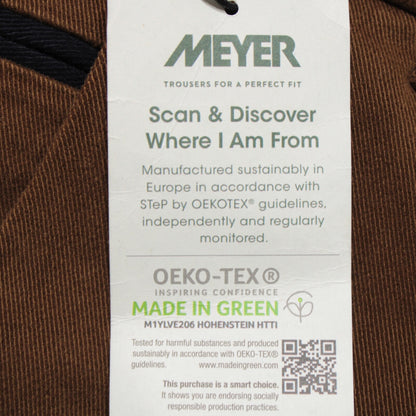 MEYER
TROUSERS FOR A PERFECT FIT
Scan & Discover
Where I Am From
Manufactured sustainably in
Europe in accordance with
STeP by OEKOTEX® guidelines,
independently and regularly
monitored.
OEKO-TEX®
INSPIRING CONFIDENCE
MADE IN GREEN
M1YLVE206 HOHENSTEIN HTTI
Tested for harmful substances and produced
sustainably in accordance with OEKO-TEX®
guidelines. www.madeingreen.com
This purchase is a smart choice.
It shows you are endorsing socially
responsible production practices.